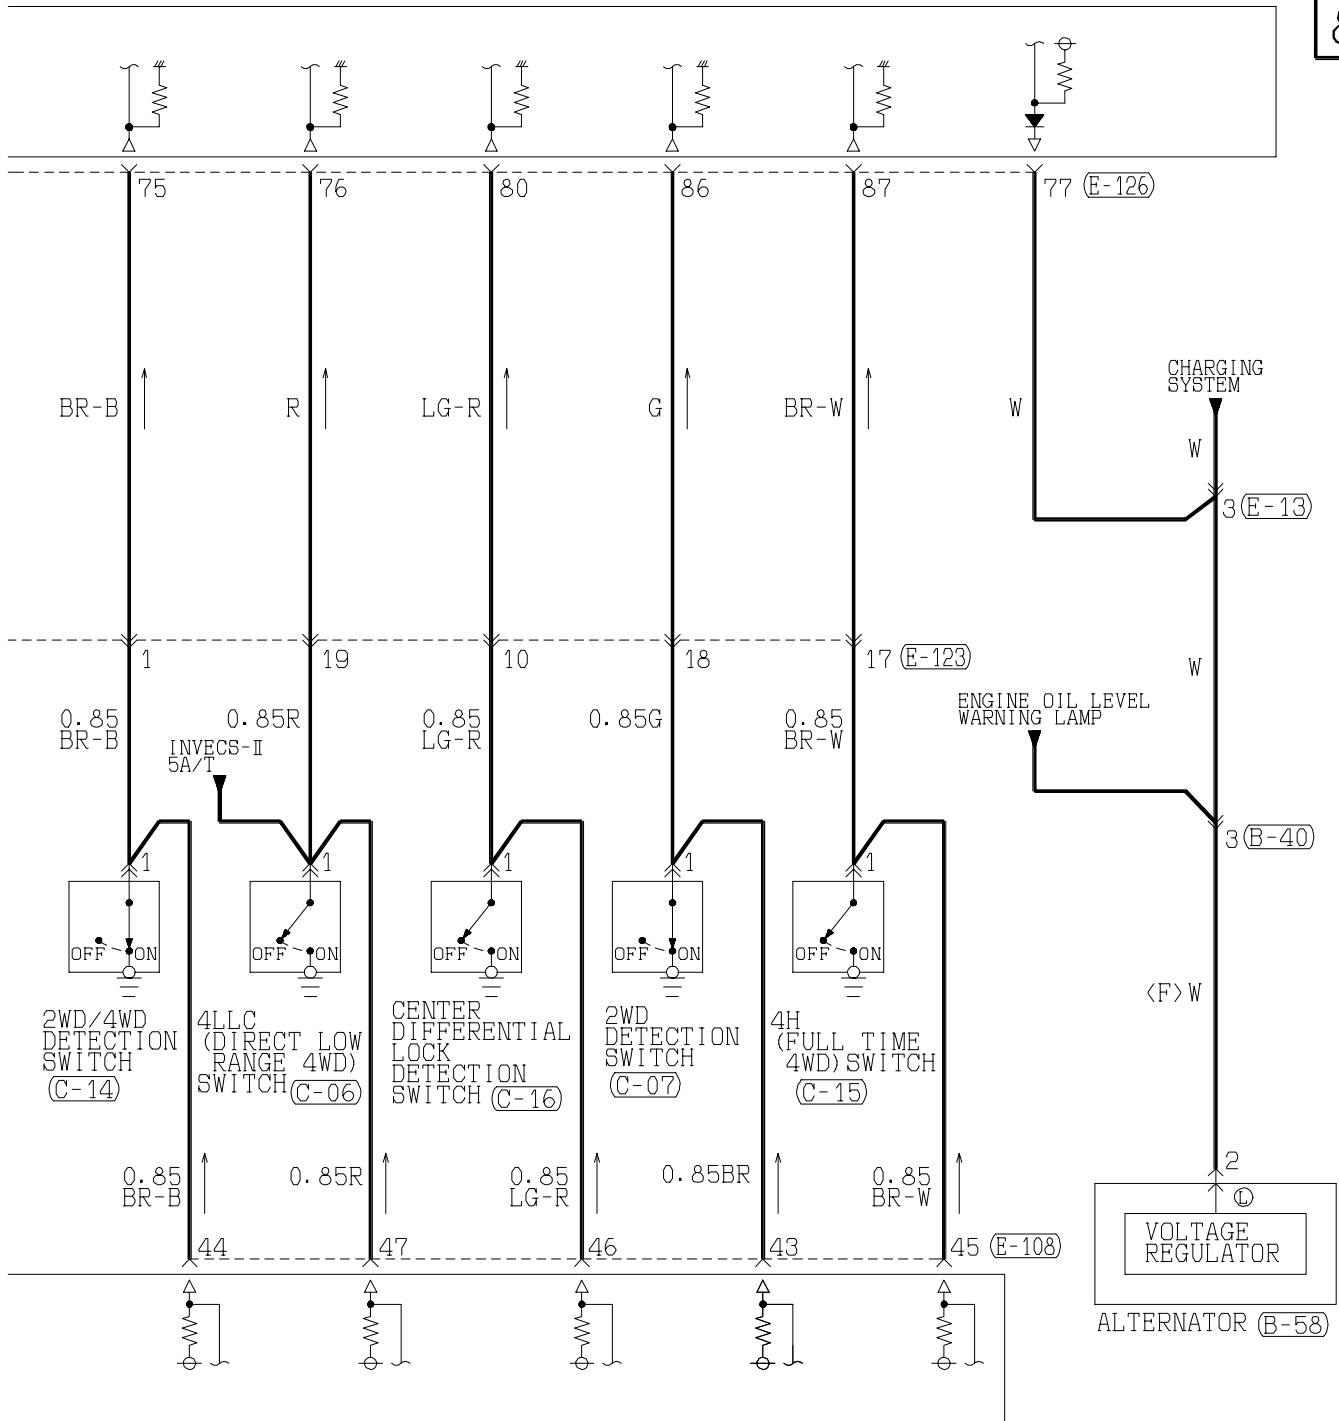 75
76
80
86
87
77 (E-126)
CHARGING
SYSTEM
BR-B
R
LG-R
G
BR-W
W
W
3 (E-13)
1
19
10
18
17 (E-123)
W
ENGINE OIL LEVEL
WARNING LAMP
0.85
BR-B
0.85R
0.85
LG-R
0.85G
0.85
BR-W
INVECS-II
5A/T
3 (B-40)
1
1
1
1
1
OFF ON
OFF ON
OFF ON
OFF ON
OFF ON
<F>W
2WD/4WD
DETECTION
SWITCH
(C-14)
4LLC
(DIRECT LOW
RANGE 4WD)
SWITCH (C-06)
CENTER
DIFFERENTIAL
LOCK
DETECTION
SWITCH (C-16)
2WD
DETECTION
SWITCH
(C-07)
4H
(FULL TIME
4WD) SWITCH
(C-15)
0.85
BR-B
0.85R
0.85
LG-R
0.85BR
0.85
BR-W
2
L
44
47
46
43
45 (E-108)
VOLTAGE
REGULATOR
ALTERNATOR (B-58)